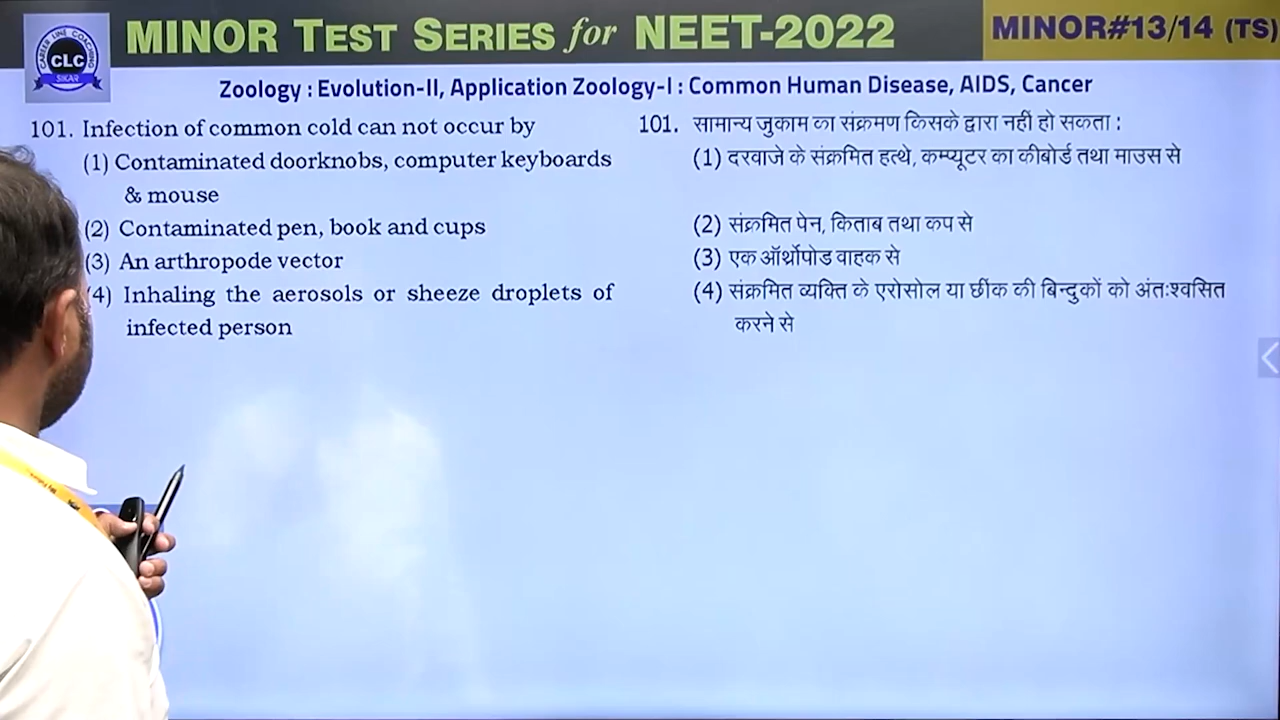 CAREER LINE COACHING
CLC
SIKAR
MINOR TEST SERIES for NEET-2022
MINOR#13/14 (TS)
Zoology : Evolution-II, Application Zoology-I : Common Human Disease, AIDS, Cancer
101. Infection of common cold can not occur by
(1) Contaminated doorknobs, computer keyboards
& mouse
(2) Contaminated pen, book and cups
(3) An arthropode vector
4) Inhaling the aerosols or sheeze droplets of
infected person
101. सामान्य जुकाम का संक्रमण किसके द्वारा नहीं हो सकता :
(1) दरवाजे के संक्रमित हत्थे, कम्प्यूटर का कीबोर्ड तथा माउस से
(2) संक्रमित पेन, किताब तथा कप से
(3) एक ऑर्थ्रोपोड वाहक से
(4) संक्रमित व्यक्ति के एरोसोल या छींक की बिन्दुकों को अंतःश्वसित
करने से